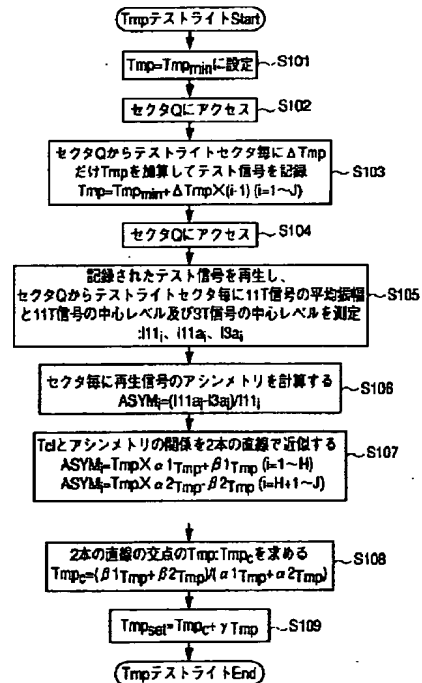 TmpテストライトStart
Tmp=Tmpminに設定
S101
セクタQにアクセス
S102
セクタQからテストライトセクタ毎にΔTmp
だけTmpを加算してテスト信号を記録
Tmp=Tmpmin+ΔTmp×(i-1) (i=1~J)
S103
セクタQにアクセス
S104
記録されたテスト信号を再生し、
セクタQからテストライトセクタ毎に11T信号の平均振幅
と11T信号の中心レベル及び3T信号の中心レベルを測定
:I11i、I11ai、I3ai
S105
セクタ毎に再生信号のアシンメトリを計算する
ASYMi=(I11ai-I3ai)/I11i
S106
Tclとアシンメトリの関係を2本の直線で近似する
ASYMi=Tmp×α1Tmp+β1Tmp (i=1~H)
ASYMi=Tmp×α2Tmp-β2Tmp (i=H+1~J)
S107
2本の直線の交点のTmp:Tmpcを求める
Tmpc=(β1Tmp+β2Tmp)/(α1Tmp+α2Tmp)
S108
Tmpset=Tmpc+γTmp
S109
TmpテストライトEnd